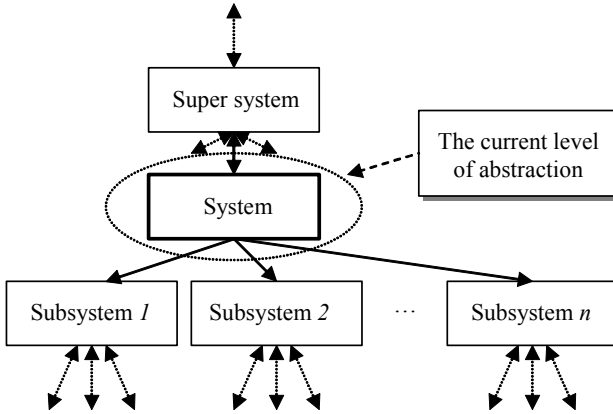 Super system
The current level
of abstraction
System
Subsystem 1
Subsystem 2
...
Subsystem n